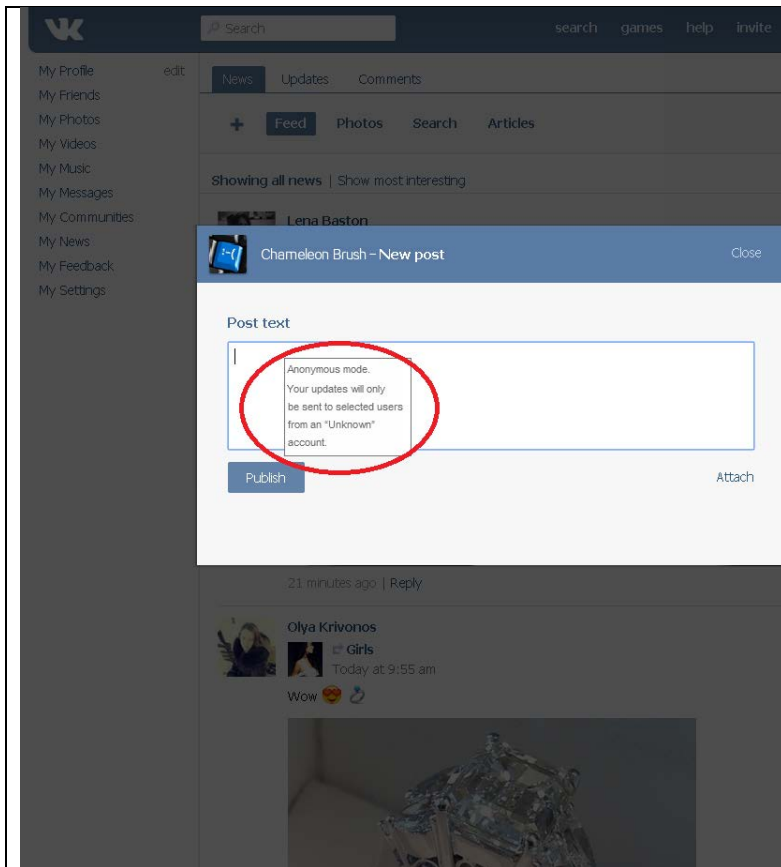 VK
Search
search games help invite
My Profile edit
My Friends
My Photos
My Videos
My Music
My Messages
My Communities
My News
My Feedback
My Settings
News Updates Comments
+ Feed Photos Search Articles
Showing all news | Show most interesting
Lena Baston
:-(
Chameleon Brush – New post
Close
Post text
Anonymous mode.
Your updates will only
be sent to selected users
from an "Unknown"
account.
Publish
Attach
21 minutes ago | Reply
Olya Krivonos
Girls
Today at 9:55 am
Wow 😍 💍